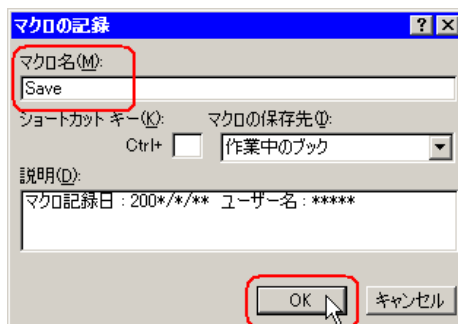 マクロの記録
マクロ名(M):
Save
ショートカット キー(K): マクロの保存先(I):
Ctrl+ 作業中のブック
説明(D):
マクロ記録日 : 200*/*/** ユーザー名 : *****
OK キャンセル